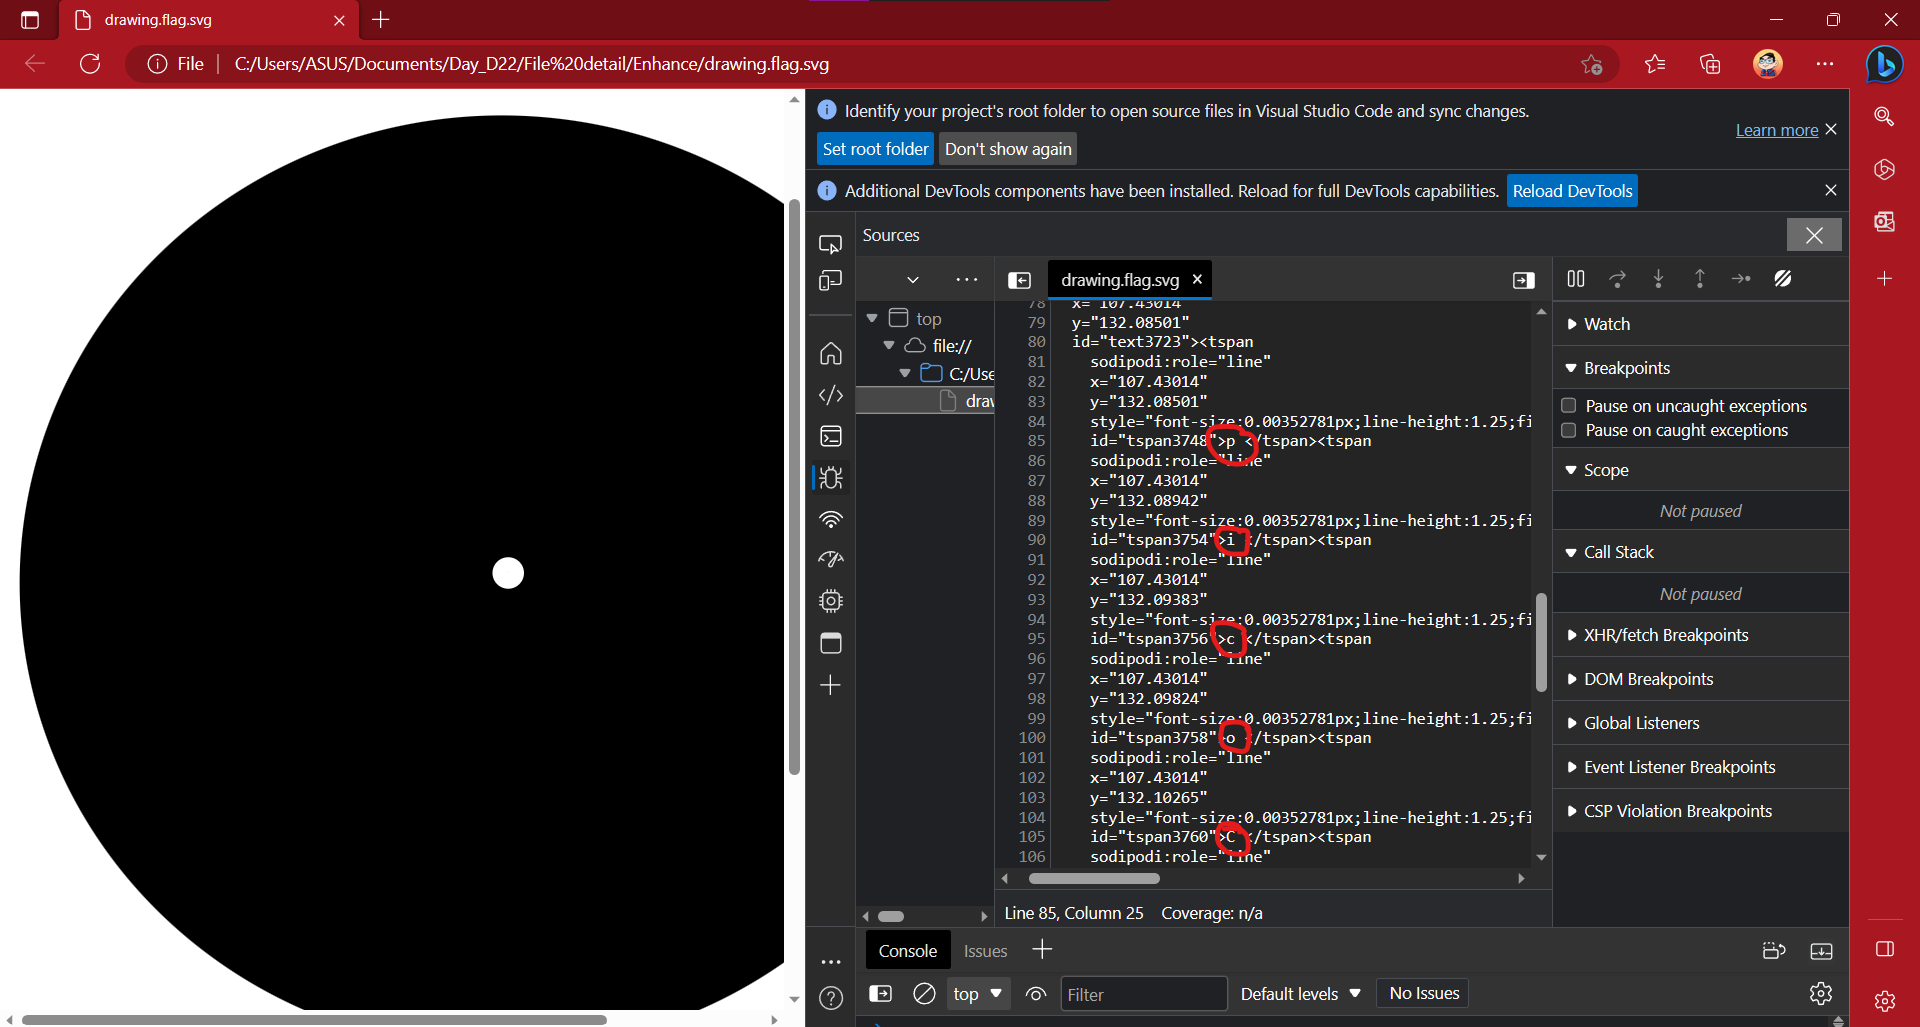 drawing.flag.svg
File
C:/Users/ASUS/Documents/Day_D22/File%20detail/Enhance/drawing.flag.svg
Identify your project's root folder to open source files in Visual Studio Code and sync changes.
Learn more
Set root folder
Don't show again
Additional DevTools components have been installed. Reload for full DevTools capabilities.
Reload DevTools
Sources
drawing.flag.svg
top
file://
C:/Use
draw
78 x="107.43014
79 y="132.08501"
80 id="text3723"><tspan
81 sodipodi:role="line"
82 x="107.43014"
83 y="132.08501"
84 style="font-size:0.00352781px;line-height:1.25;fi
85 id="tspan3748">p </tspan><tspan
86 sodipodi:role="line"
87 x="107.43014"
88 y="132.08942"
89 style="font-size:0.00352781px;line-height:1.25;fi
90 id="tspan3754">i </tspan><tspan
91 sodipodi:role="line"
92 x="107.43014"
93 y="132.09383"
94 style="font-size:0.00352781px;line-height:1.25;fi
95 id="tspan3756">c </tspan><tspan
96 sodipodi:role="line"
97 x="107.43014"
98 y="132.09824"
99 style="font-size:0.00352781px;line-height:1.25;fi
100 id="tspan3758">o </tspan><tspan
101 sodipodi:role="line"
102 x="107.43014"
103 y="132.10265"
104 style="font-size:0.00352781px;line-height:1.25;fi
105 id="tspan3760">C </tspan><tspan
106 sodipodi:role="line"
Line 85, Column 25
Coverage: n/a
Watch
Breakpoints
Pause on uncaught exceptions
Pause on caught exceptions
Scope
Not paused
Call Stack
Not paused
XHR/fetch Breakpoints
DOM Breakpoints
Global Listeners
Event Listener Breakpoints
CSP Violation Breakpoints
Console
Issues
top
Filter
Default levels
No Issues